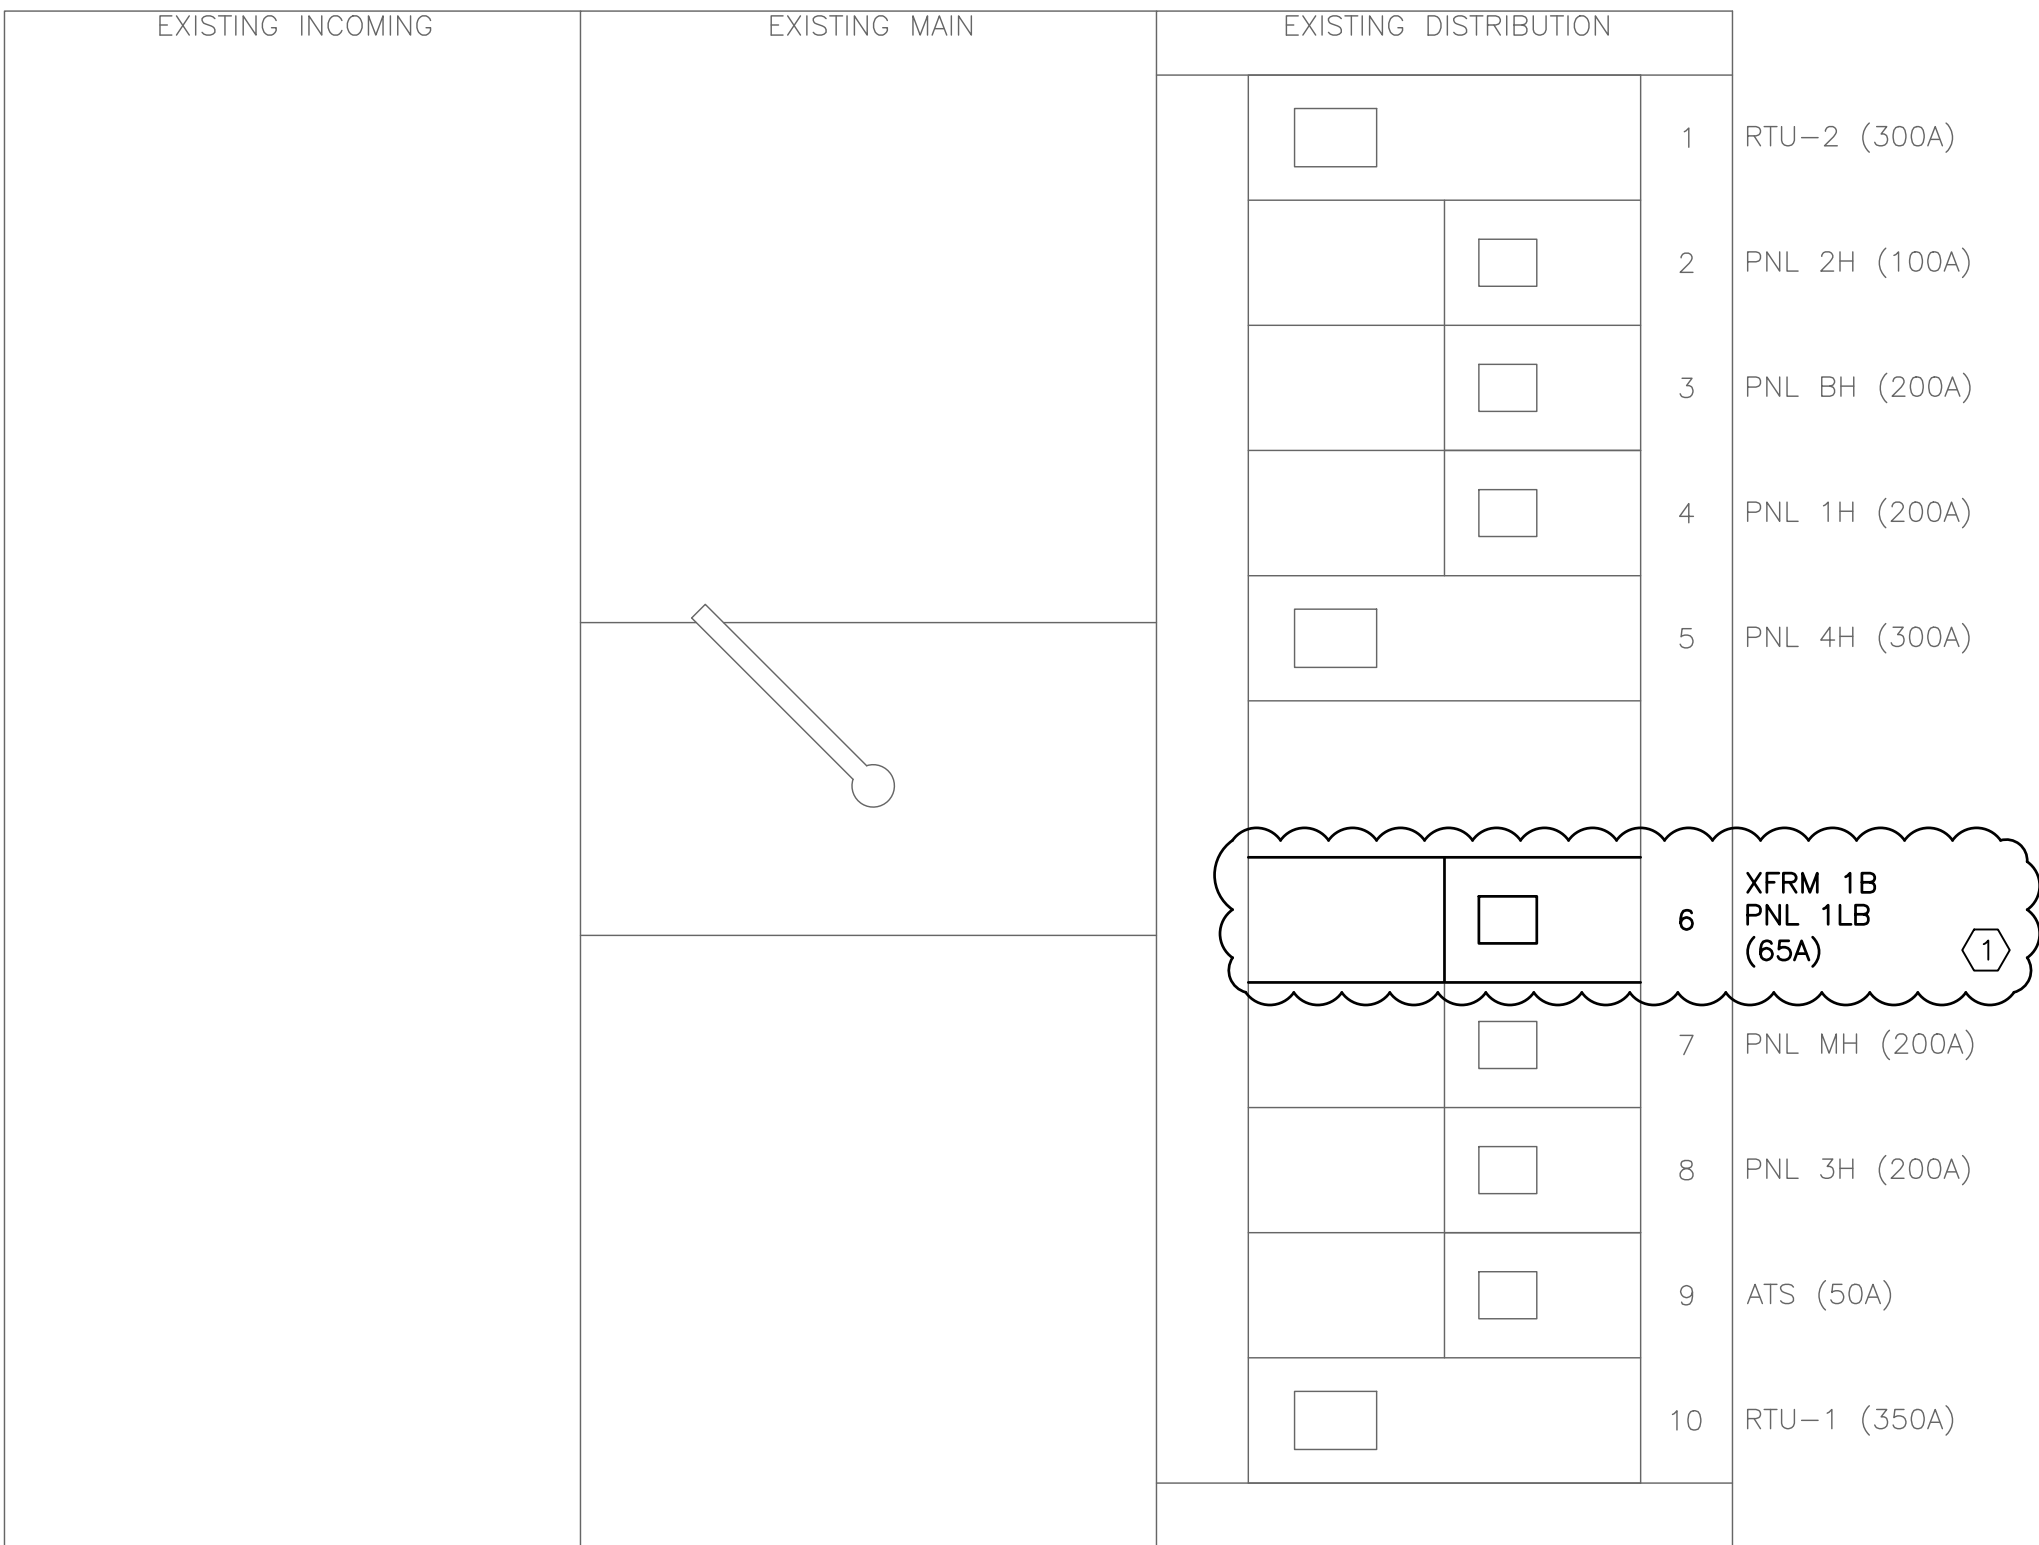 EXISTING INCOMING
EXISTING MAIN
EXISTING DISTRIBUTION
1 RTU-2 (300A)
2 PNL 2H (100A)
3 PNL BH (200A)
4 PNL 1H (200A)
5 PNL 4H (300A)
6 XFRM 1B
PNL 1LB
(65A) 1
7 PNL MH (200A)
8 PNL 3H (200A)
9 ATS (50A)
10 RTU-1 (350A)